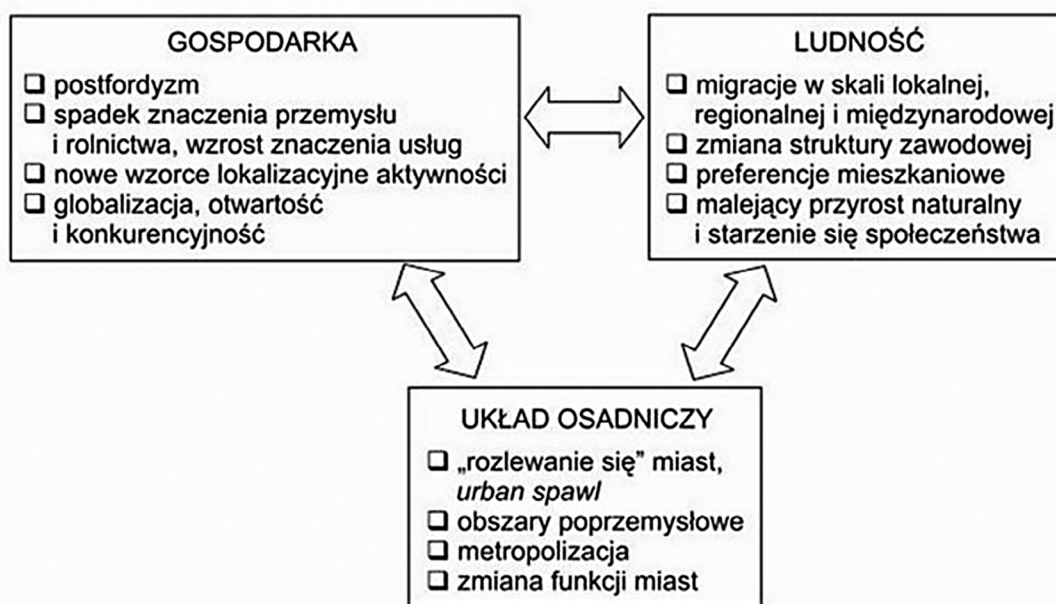 GOSPODARKA
❑ postfordyzm
❑ spadek znaczenia przemysłu
i rolnictwa, wzrost znaczenia usług
❑ nowe wzorce lokalizacyjne aktywności
❑ globalizacja, otwartość
i konkurencyjność
LUDNOŚĆ
❑ migracje w skali lokalnej,
regionalnej i międzynarodowej
❑ zmiana struktury zawodowej
❑ preferencje mieszkaniowe
❑ malejący przyrost naturalny
i starzenie się społeczeństwa
UKŁAD OSADNICZY
❑ „rozlewanie się” miast,
urban spawl
❑ obszary poprzemysłowe
❑ metropolizacja
❑ zmiana funkcji miast